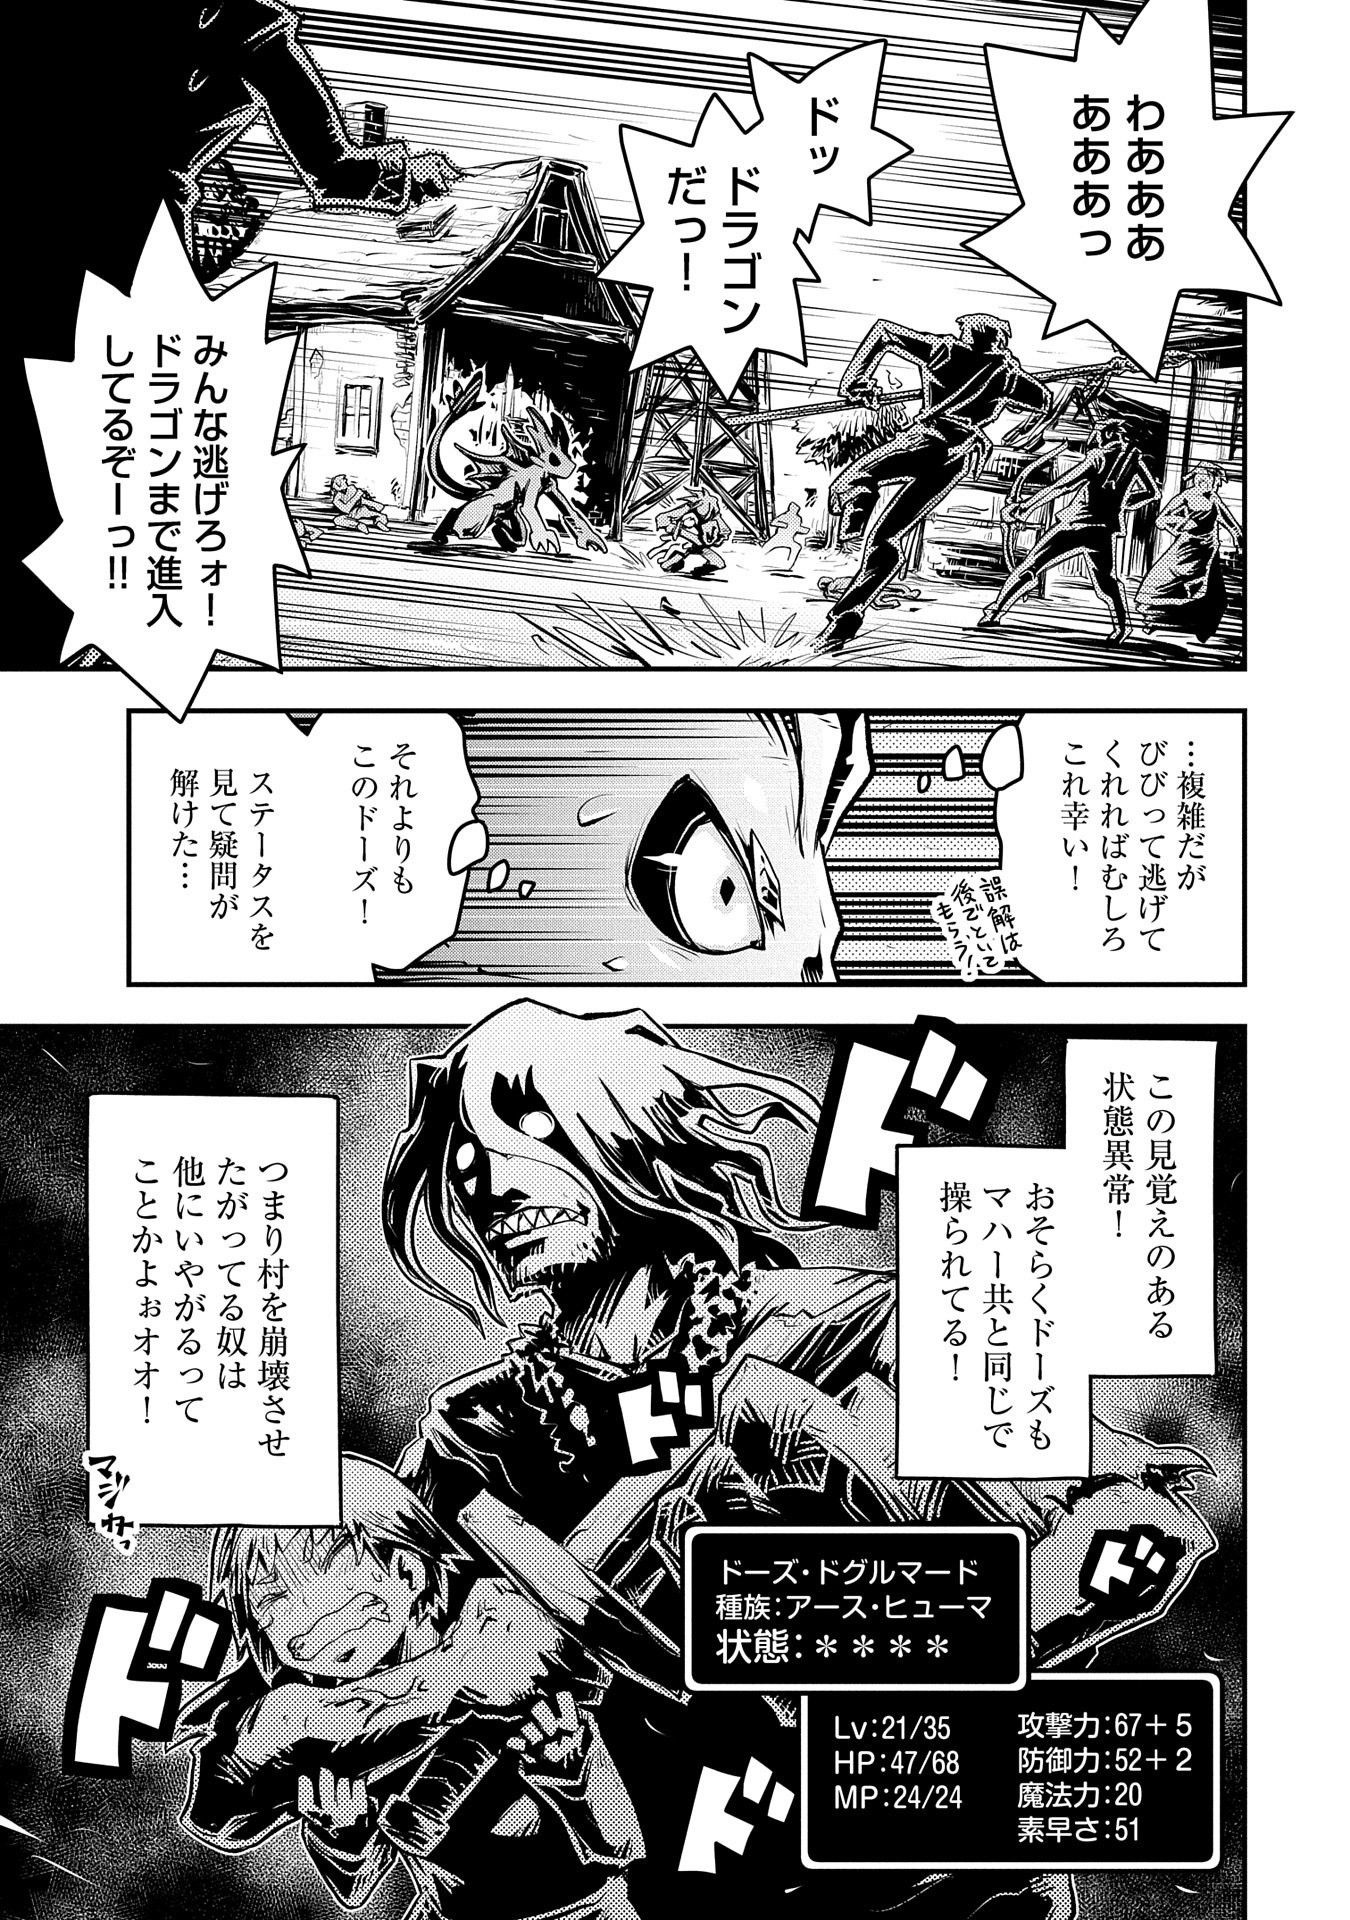 わあああ
ああああっ
ドッ
ドラゴン
だっ！
みんな逃げろォ！
ドラゴンまで進入
してるぞーっ!!
…複雑だが
びびって逃げて
くれればむしろ
これ幸い！
誤解は
後でといて
もらう！
それよりも
このドーズ！
ステータスを
見て疑問が
解けた…
この見覚えのある
状態異常！
おそらくドーズも
マハー共と同じで
操られてる！
つまり村を崩壊させ
たがってる奴は
他にいやがるって
ことかよぉオオ！
マジかっ
ド
ド
ド
ド
ド
ドーズ・ドグルマード
種族：アース・ヒューマ
状態：＊＊＊＊
Lv：21/35
HP：47/68
MP：24/24
攻撃力：67＋5
防御力：52＋2
魔法力：20
素早さ：51